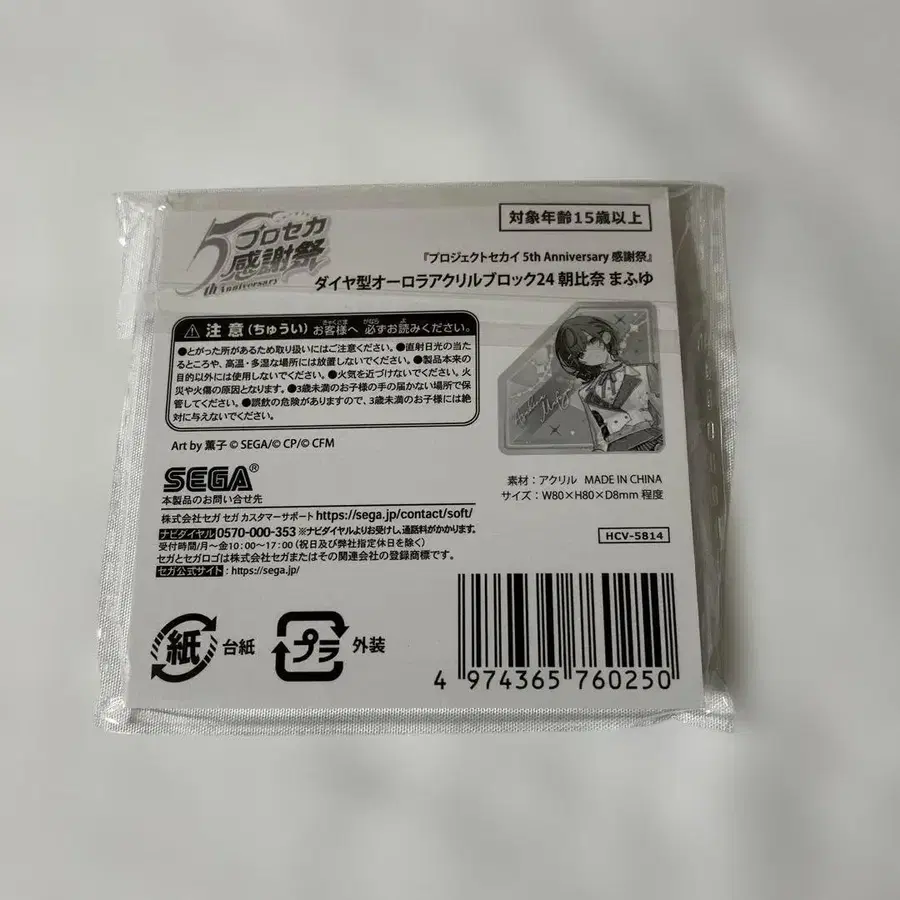 5th Anniversary
プロセカ
感謝祭
対象年齢15歳以上
『プロジェクトセカイ 5th Anniversary 感謝祭』
ダイヤ型オーロラアクリルブロック24 朝比奈 まふゆ
注意(ちゅうい) お客様へ 必ずお読みください。
●とがった所があるため取り扱いにはご注意ください。●直射日光の当た
るところや、高温・多湿な場所には放置しないでください。●製品本来の
目的以外には使用しないでください。●火気を近づけないでください。火
災や火傷の原因となります。●3歳未満のお子様の手の届かない場所で保
管してください。●誤飲の危険がありますので、3歳未満のお子様には絶
対に与えないでください。
Art by 薫子 © SEGA/© CP/© CFM
素材：アクリル MADE IN CHINA
サイズ：W80×H80×D8mm 程度
HCV-5814
SEGA®
本製品のお問い合せ先
株式会社セガ セガ カスタマーサポート https://sega.jp/contact/soft/
ナビダイヤル 0570-000-353 ※ナビダイヤルよりお受けし、通話料がかかります。
受付時間/月～金10：00～17：00（祝日及び弊社指定休日を除く）
セガとセガロゴは株式会社セガまたはその関連会社の登録商標です。
セガ公式サイト：https://sega.jp/
紙 台紙
プラ 外装
4 974365 760250